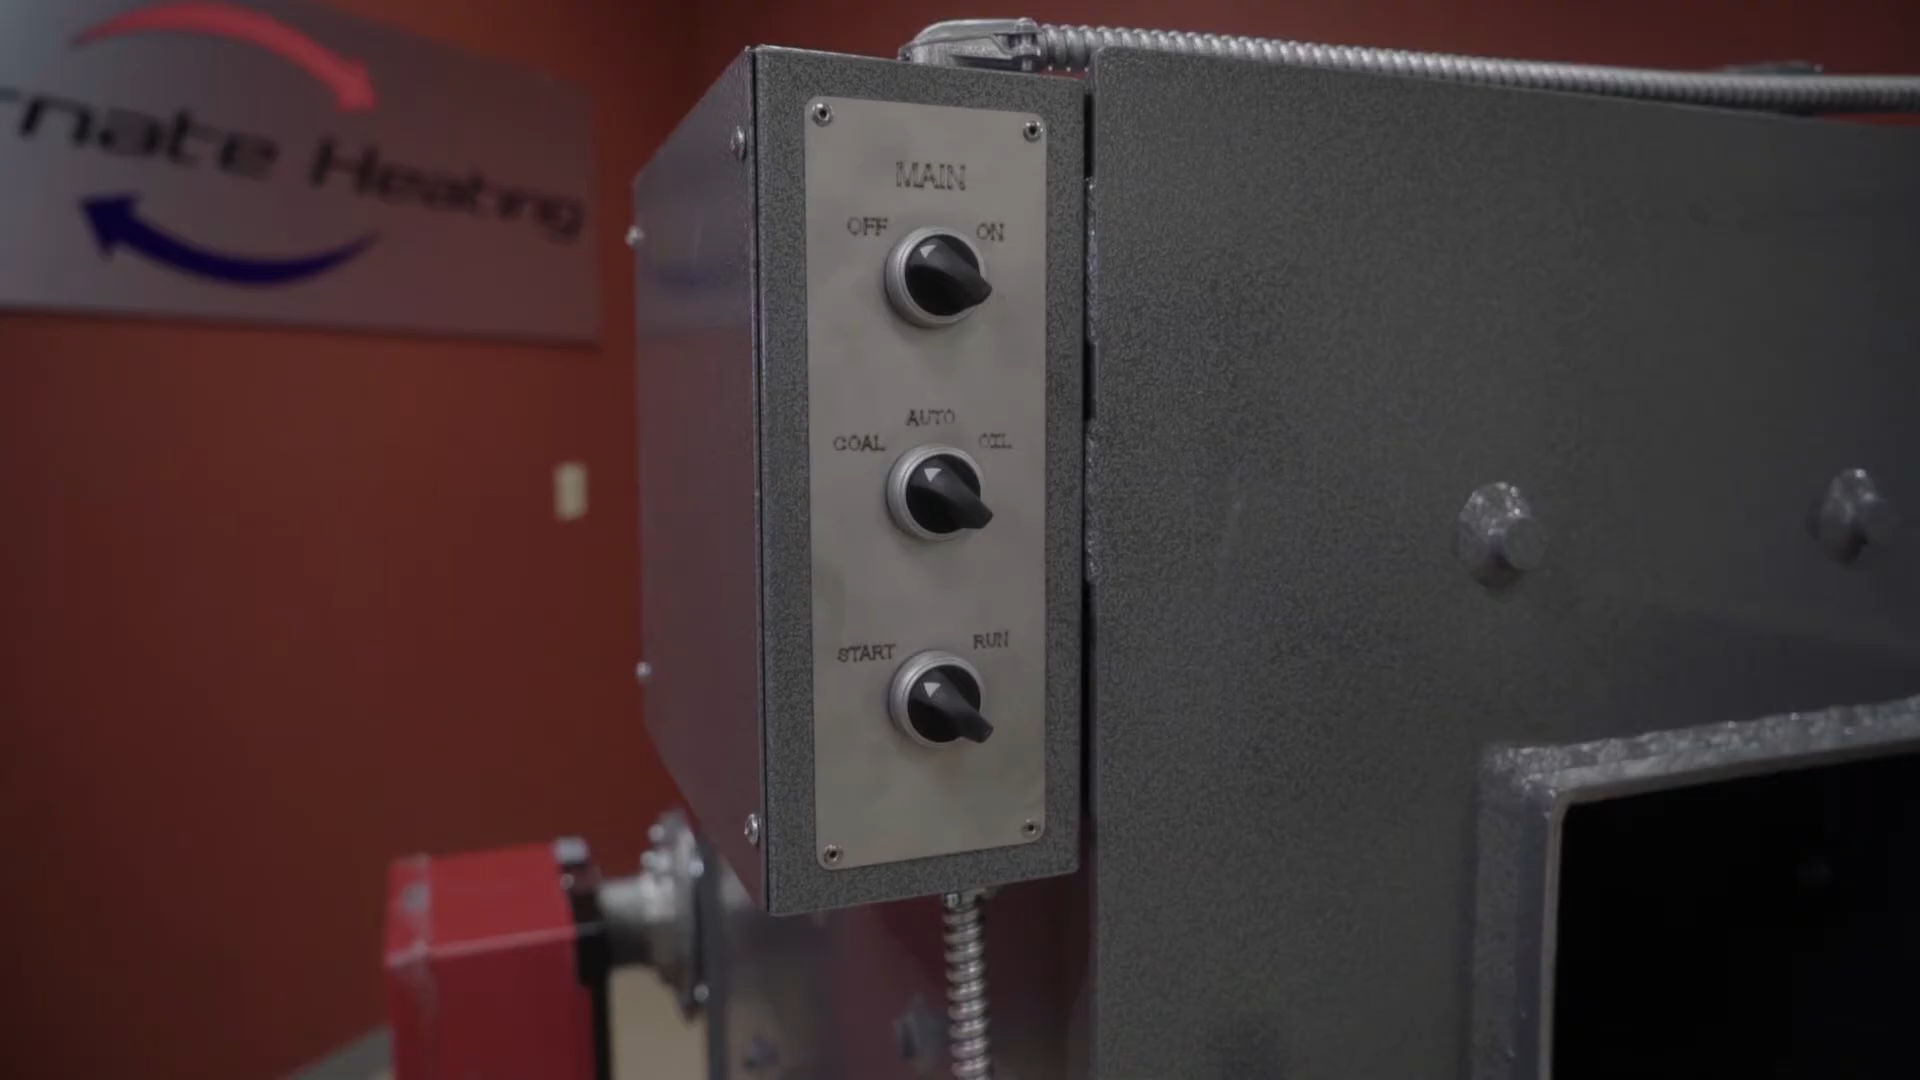 rnate Heating
MAIN
OFF ON
AUTO
COAL OIL
START RUN